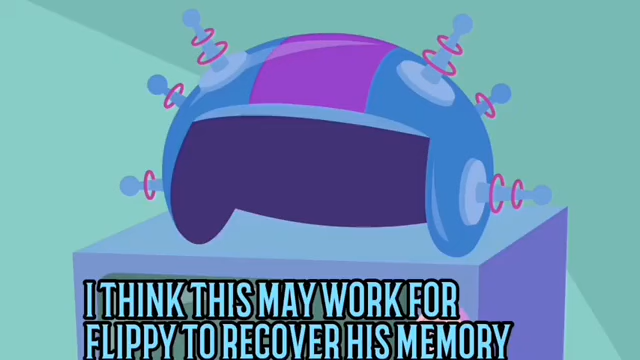 I THINK THIS MAY WORK FOR
FLIPPY TO RECOVER HIS MEMORY